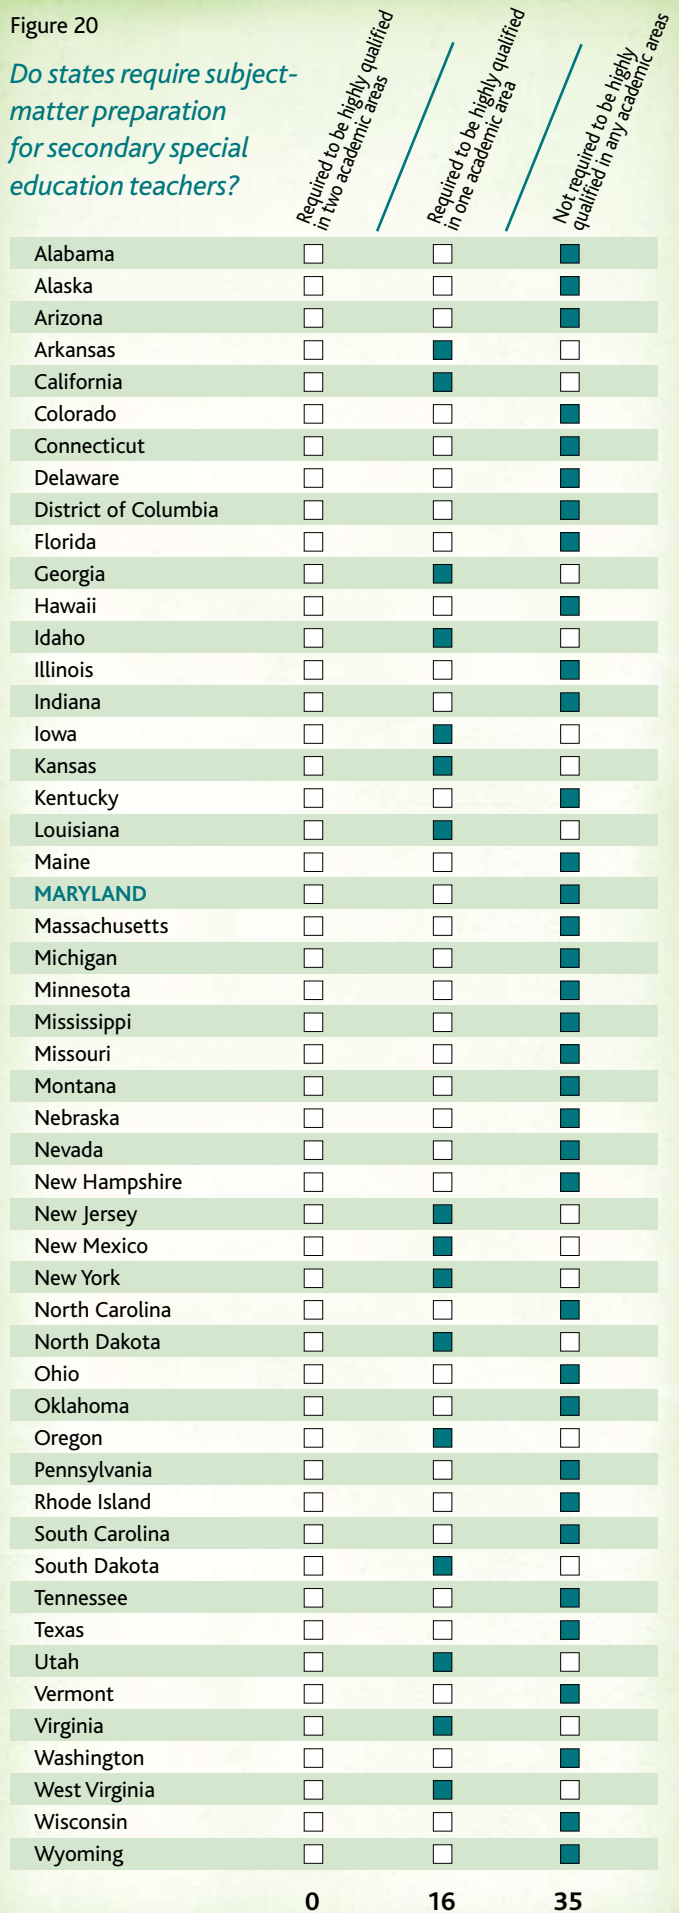 Figure 20
Do states require subject-
matter preparation
for secondary special
education teachers?
Required to be highly qualified
in two academic areas
Required to be highly qualified
in one academic area
Not required to be highly
qualified in any academic areas
Alabama
Alaska
Arizona
Arkansas
California
Colorado
Connecticut
Delaware
District of Columbia
Florida
Georgia
Hawaii
Idaho
Illinois
Indiana
Iowa
Kansas
Kentucky
Louisiana
Maine
MARYLAND
Massachusetts
Michigan
Minnesota
Mississippi
Missouri
Montana
Nebraska
Nevada
New Hampshire
New Jersey
New Mexico
New York
North Carolina
North Dakota
Ohio
Oklahoma
Oregon
Pennsylvania
Rhode Island
South Carolina
South Dakota
Tennessee
Texas
Utah
Vermont
Virginia
Washington
West Virginia
Wisconsin
Wyoming
0 16 35